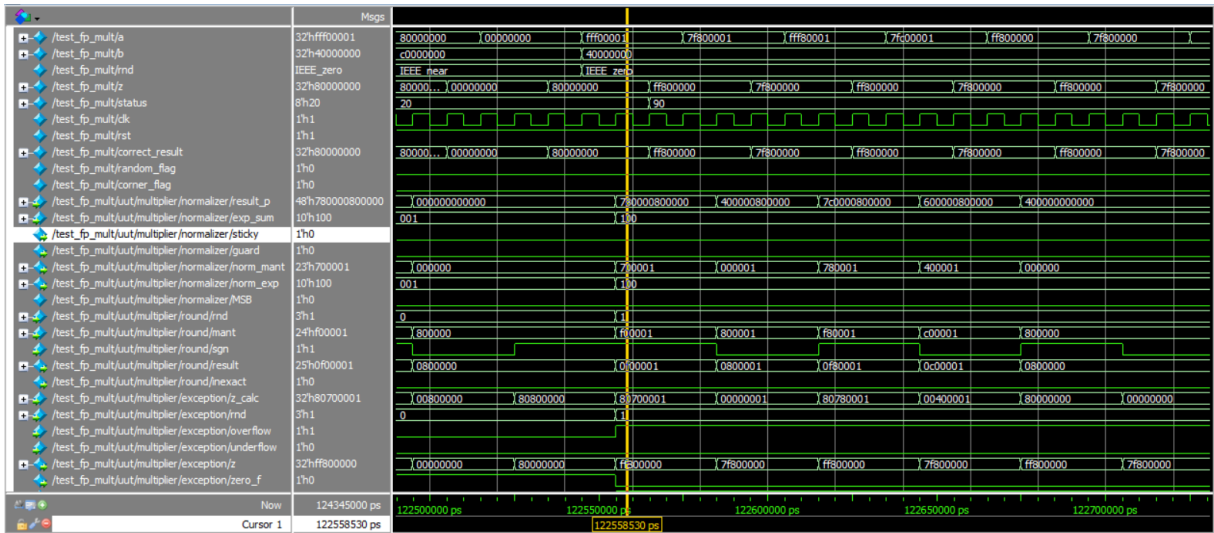 Msgs
/test_fp_mult/a 32'hfff00001 80000000 00000000 fff00001 7f800001 fff80001 7fc00001 ff800000 7f800000
/test_fp_mult/b 32'h40000000 c0000000 40000000
/test_fp_mult/rnd IEEE_zero IEEE_near IEEE_zero
/test_fp_mult/z 32'h80000000 80000... 00000000 80000000 ff800000 7f800000 ff800000 7f800000 ff800000 7f800000
/test_fp_mult/status 8'h20 20 90
/test_fp_mult/clk 1'h1
/test_fp_mult/rst 1'h1
/test_fp_mult/correct_result 32'h80000000 80000... 00000000 80000000 ff800000 7f800000 ff800000 7f800000 ff800000 7f800000
/test_fp_mult/random_flag 1'h0
/test_fp_mult/corner_flag 1'h0
/test_fp_mult/uut/multiplier/normalizer/result_p 48'h780000800000 000000000000 780000800000 400000800000 7c0000800000 600000800000 400000000000
/test_fp_mult/uut/multiplier/normalizer/exp_sum 10'h100 001 100
/test_fp_mult/uut/multiplier/normalizer/sticky 1'h0
/test_fp_mult/uut/multiplier/normalizer/guard 1'h0
/test_fp_mult/uut/multiplier/normalizer/norm_mant 23'h700001 000000 700001 000001 780001 400001 000000
/test_fp_mult/uut/multiplier/normalizer/norm_exp 10'h100 001 100
/test_fp_mult/uut/multiplier/normalizer/MSB 1'h0
/test_fp_mult/uut/multiplier/round/rnd 3'h1 0 1
/test_fp_mult/uut/multiplier/round/mant 24'hf00001 800000 f00001 800001 f80001 c00001 800000
/test_fp_mult/uut/multiplier/round/sgn 1'h1
/test_fp_mult/uut/multiplier/round/result 25'h0f00001 0800000 0f00001 0800001 0f80001 0c00001 0800000
/test_fp_mult/uut/multiplier/round/inexact 1'h0
/test_fp_mult/uut/multiplier/exception/z_calc 32'h80700001 00800000 80800000 80700001 00000001 80780001 00400001 80000000 00000000
/test_fp_mult/uut/multiplier/exception/rnd 3'h1 0 1
/test_fp_mult/uut/multiplier/exception/overflow 1'h1
/test_fp_mult/uut/multiplier/exception/underflow 1'h0
/test_fp_mult/uut/multiplier/exception/z 32'hff800000 00000000 80000000 ff800000 7f800000 ff800000 7f800000 ff800000 7f800000
/test_fp_mult/uut/multiplier/exception/zero_f 1'h0
Now 124345000 ps 122500000 ps 122550000 ps 122600000 ps 122650000 ps 122700000 ps
Cursor 1 122558530 ps 122558530 ps